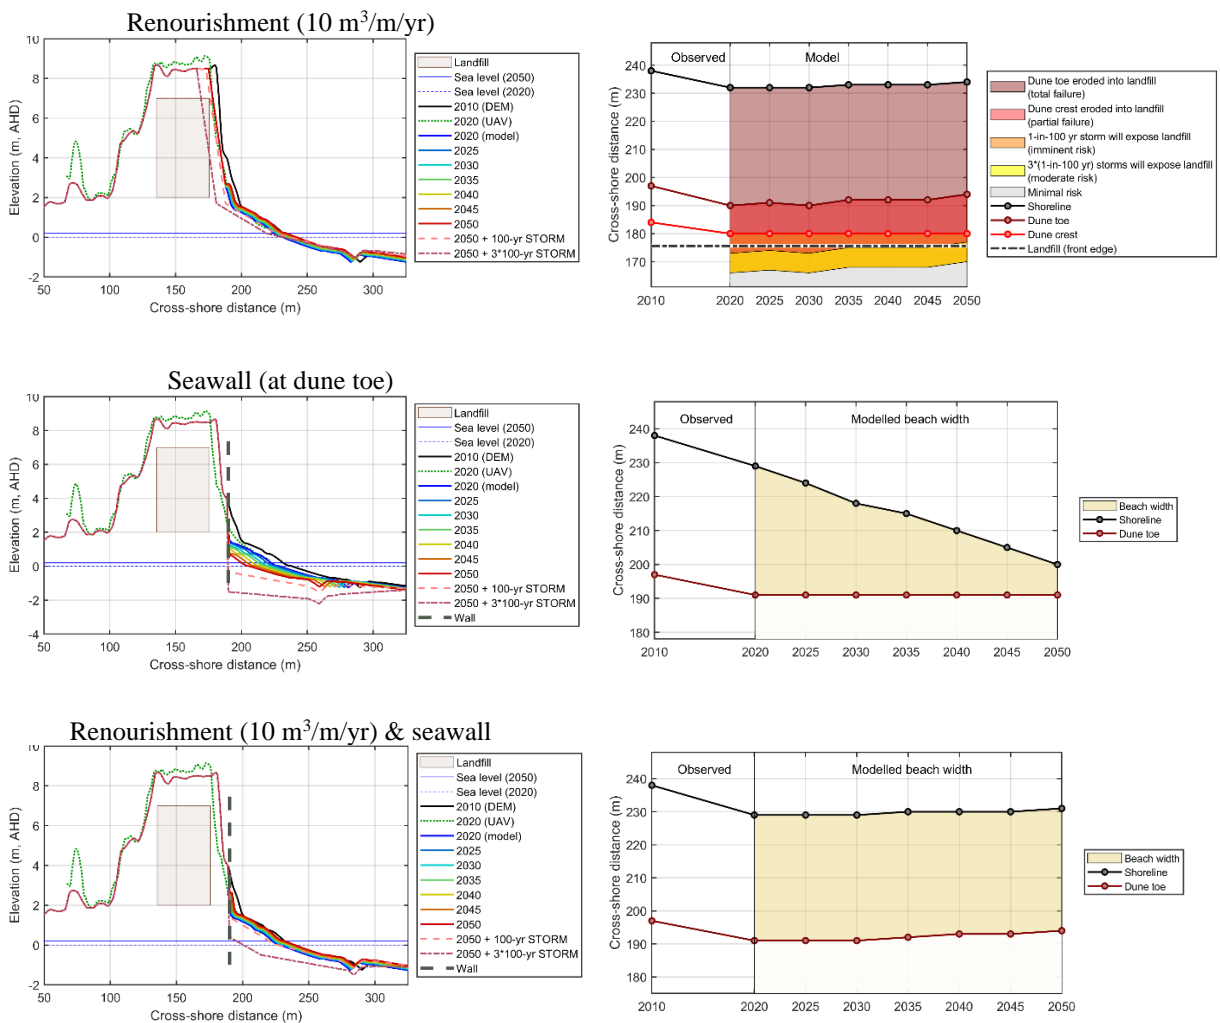 Renourishment (10 m³/m/yr)
10
8
6
4
2
0
-2
50
100
150
200
250
300
Elevation (m, AHD)
Cross-shore distance (m)
Landfill
Sea level (2050)
Sea level (2020)
2010 (DEM)
2020 (UAV)
2020 (model)
2025
2030
2035
2040
2045
2050
2050 + 100-yr STORM
2050 + 3*100-yr STORM
Observed
Model
240
230
220
210
200
190
180
170
2010
2020
2025
2030
2035
2040
2045
2050
Cross-shore distance (m)
Dune toe eroded into landfill
(total failure)
Dune crest eroded into landfill
(partial failure)
1-in-100 yr storm will expose landfill
(imminent risk)
3*(1-in-100 yr) storms will expose landfill
(moderate risk)
Minimal risk
Shoreline
Dune toe
Dune crest
Landfill (front edge)
Seawall (at dune toe)
10
8
6
4
2
0
-2
-4
50
100
150
200
250
300
Elevation (m, AHD)
Cross-shore distance (m)
Landfill
Sea level (2050)
Sea level (2020)
2010 (DEM)
2020 (UAV)
2020 (model)
2025
2030
2035
2040
2045
2050
2050 + 100-yr STORM
2050 + 3*100-yr STORM
Wall
Observed
Modelled beach width
240
230
220
210
200
190
180
2010
2020
2025
2030
2035
2040
2045
2050
Cross-shore distance (m)
Beach width
Shoreline
Dune toe
Renourishment (10 m³/m/yr) & seawall
10
8
6
4
2
0
-2
50
100
150
200
250
300
Elevation (m, AHD)
Cross-shore distance (m)
Landfill
Sea level (2050)
Sea level (2020)
2010 (DEM)
2020 (UAV)
2020 (model)
2025
2030
2035
2040
2045
2050
2050 + 100-yr STORM
2050 + 3*100-yr STORM
Wall
Observed
Modelled beach width
240
230
220
210
200
190
180
2010
2020
2025
2030
2035
2040
2045
2050
Cross-shore distance (m)
Beach width
Shoreline
Dune toe